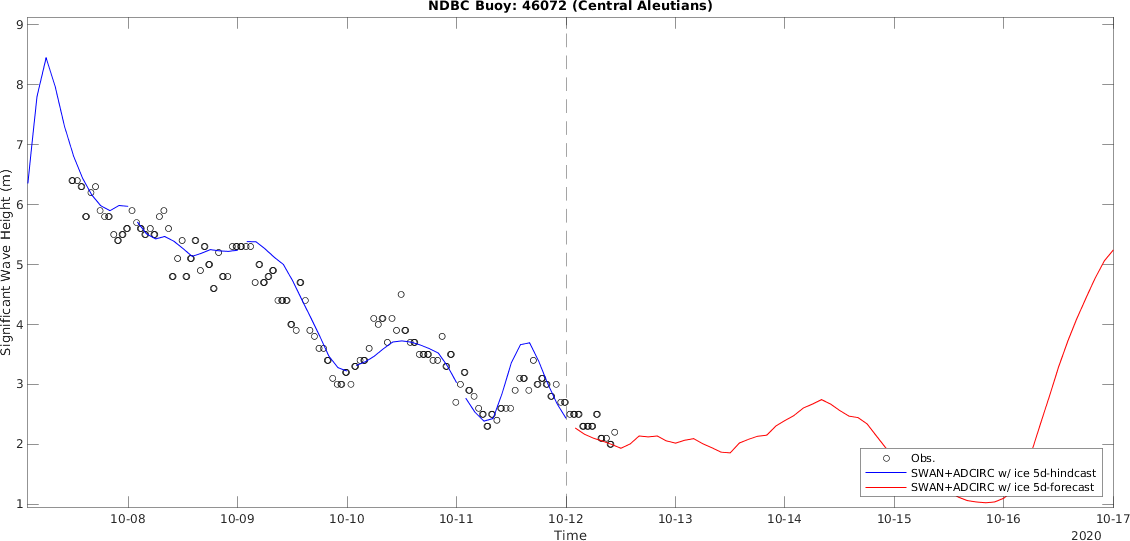 NDBC Buoy: 46072 (Central Aleutians)
9
8
7
6
5
4
3
2
1
Significant Wave Height (m)
Obs.
SWAN+ADCIRC w/ ice 5d-hindcast
SWAN+ADCIRC w/ ice 5d-forecast
10-08 10-09 10-10 10-11 10-12 10-13 10-14 10-15 10-16 10-17
Time
2020